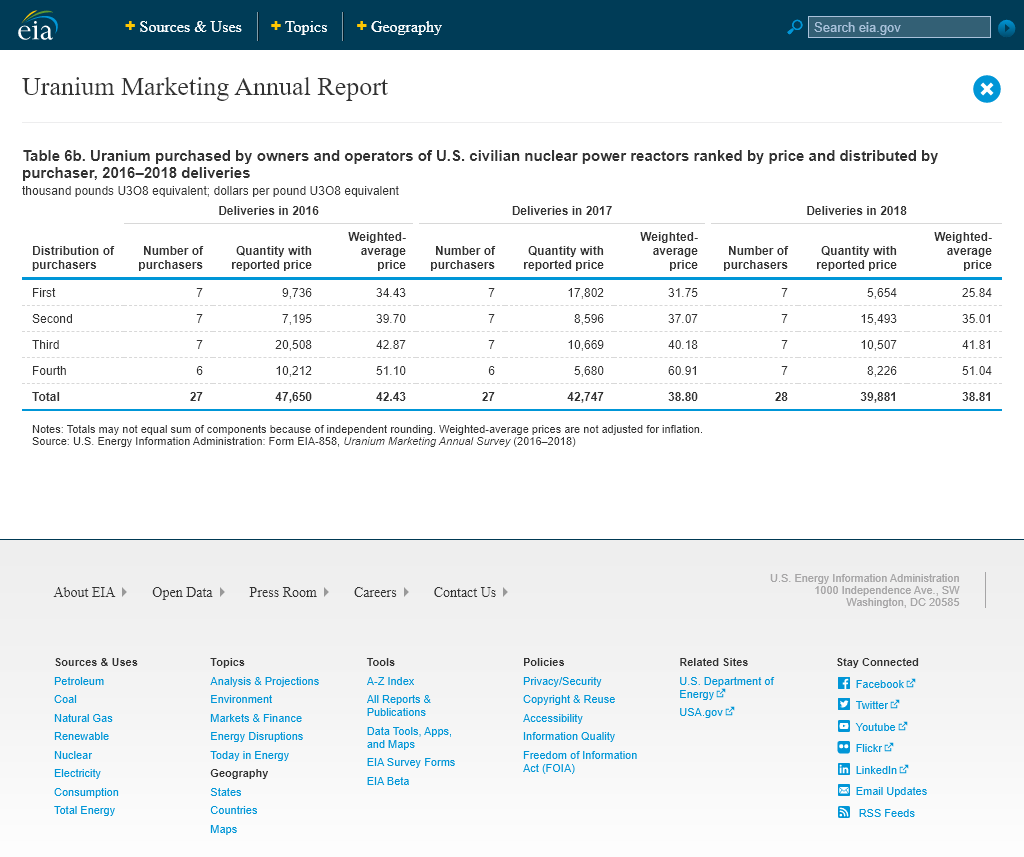 eia
Sources & Uses
Topics
Geography
Search eia.gov
Uranium Marketing Annual Report
Table 6b. Uranium purchased by owners and operators of U.S. civilian nuclear power reactors ranked by price and distributed by
purchaser, 2016–2018 deliveries
thousand pounds U3O8 equivalent; dollars per pound U3O8 equivalent
Deliveries in 2016 Deliveries in 2017 Deliveries in 2018
Distribution of purchasers Number of purchasers Quantity with reported price Weighted-average price Number of purchasers Quantity with reported price Weighted-average price Number of purchasers Quantity with reported price Weighted-average price
First 7 9,736 34.43 7 17,802 31.75 7 5,654 25.84
Second 7 7,195 39.70 7 8,596 37.07 7 15,493 35.01
Third 7 20,508 42.87 7 10,669 40.18 7 10,507 41.81
Fourth 6 10,212 51.10 6 5,680 60.91 7 8,226 51.04
Total 27 47,650 42.43 27 42,747 38.80 28 39,881 38.81
Notes: Totals may not equal sum of components because of independent rounding. Weighted-average prices are not adjusted for inflation.
Source: U.S. Energy Information Administration: Form EIA-858, Uranium Marketing Annual Survey (2016–2018)
About EIA
Open Data
Press Room
Careers
Contact Us
U.S. Energy Information Administration
1000 Independence Ave., SW
Washington, DC 20585
Sources & Uses
Petroleum
Coal
Natural Gas
Renewable
Nuclear
Electricity
Consumption
Total Energy
Topics
Analysis & Projections
Environment
Markets & Finance
Energy Disruptions
Today in Energy
Geography
States
Countries
Maps
Tools
A-Z Index
All Reports &
Publications
Data Tools, Apps,
and Maps
EIA Survey Forms
EIA Beta
Policies
Privacy/Security
Copyright & Reuse
Accessibility
Information Quality
Freedom of Information
Act (FOIA)
Related Sites
U.S. Department of
Energy
USA.gov
Stay Connected
Facebook
Twitter
Youtube
Flickr
LinkedIn
Email Updates
RSS Feeds